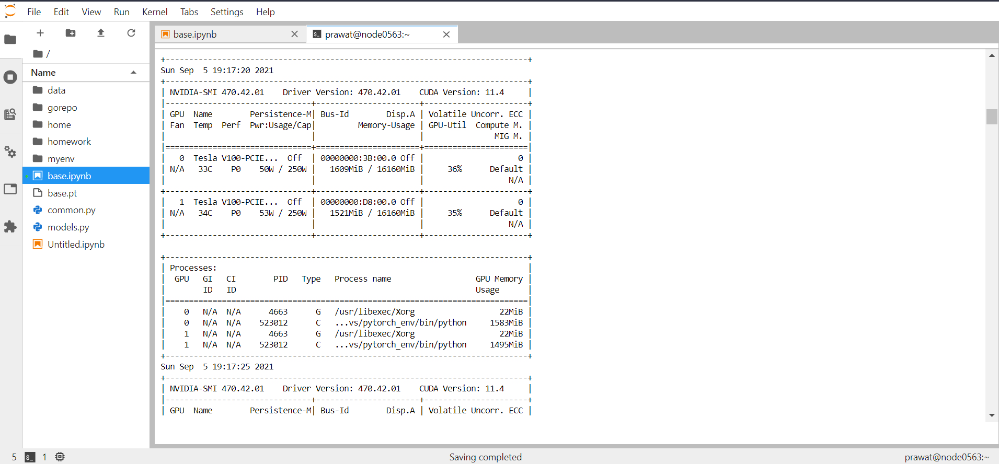 File Edit View Run Kernel Tabs Settings Help
base.ipynb
prawat@node0563:~
/
Name
data
gorepo
home
homework
myenv
base.ipynb
base.pt
common.py
models.py
Untitled.ipynb
+-----------------------------------------------------------------------------+
Sun Sep  5 19:17:20 2021
+-----------------------------------------------------------------------------+
| NVIDIA-SMI 470.42.01    Driver Version: 470.42.01    CUDA Version: 11.4     |
|-------------------------------+----------------------+----------------------+
| GPU  Name        Persistence-M| Bus-Id        Disp.A | Volatile Uncorr. ECC |
| Fan  Temp  Perf  Pwr:Usage/Cap|         Memory-Usage | GPU-Util  Compute M. |
|                               |                      |               MIG M. |
|===============================+======================+======================|
|   0  Tesla V100-PCIE...  Off  | 00000000:3B:00.0 Off |                    0 |
| N/A   33C    P0    50W / 250W |   1609MiB / 16160MiB |     36%      Default |
|                               |                      |                  N/A |
+-------------------------------+----------------------+----------------------+
|   1  Tesla V100-PCIE...  Off  | 00000000:D8:00.0 Off |                    0 |
| N/A   34C    P0    53W / 250W |   1521MiB / 16160MiB |     35%      Default |
|                               |                      |                  N/A |
+-------------------------------+----------------------+----------------------+
+-----------------------------------------------------------------------------+
| Processes:                                                                  |
|  GPU   GI   CI        PID   Type   Process name                  GPU Memory |
|        ID   ID                                                   Usage      |
|=============================================================================|
|    0   N/A  N/A      4663      G   /usr/libexec/Xorg                  22MiB |
|    0   N/A  N/A    523012      C   ...vs/pytorch_env/bin/python     1583MiB |
|    1   N/A  N/A      4663      G   /usr/libexec/Xorg                  22MiB |
|    1   N/A  N/A    523012      C   ...vs/pytorch_env/bin/python     1495MiB |
+-----------------------------------------------------------------------------+
Sun Sep  5 19:17:25 2021
+-----------------------------------------------------------------------------+
| NVIDIA-SMI 470.42.01    Driver Version: 470.42.01    CUDA Version: 11.4     |
|-------------------------------+----------------------+----------------------+
| GPU  Name        Persistence-M| Bus-Id        Disp.A | Volatile Uncorr. ECC |
5 $_ 1 Saving completed prawat@node0563:~